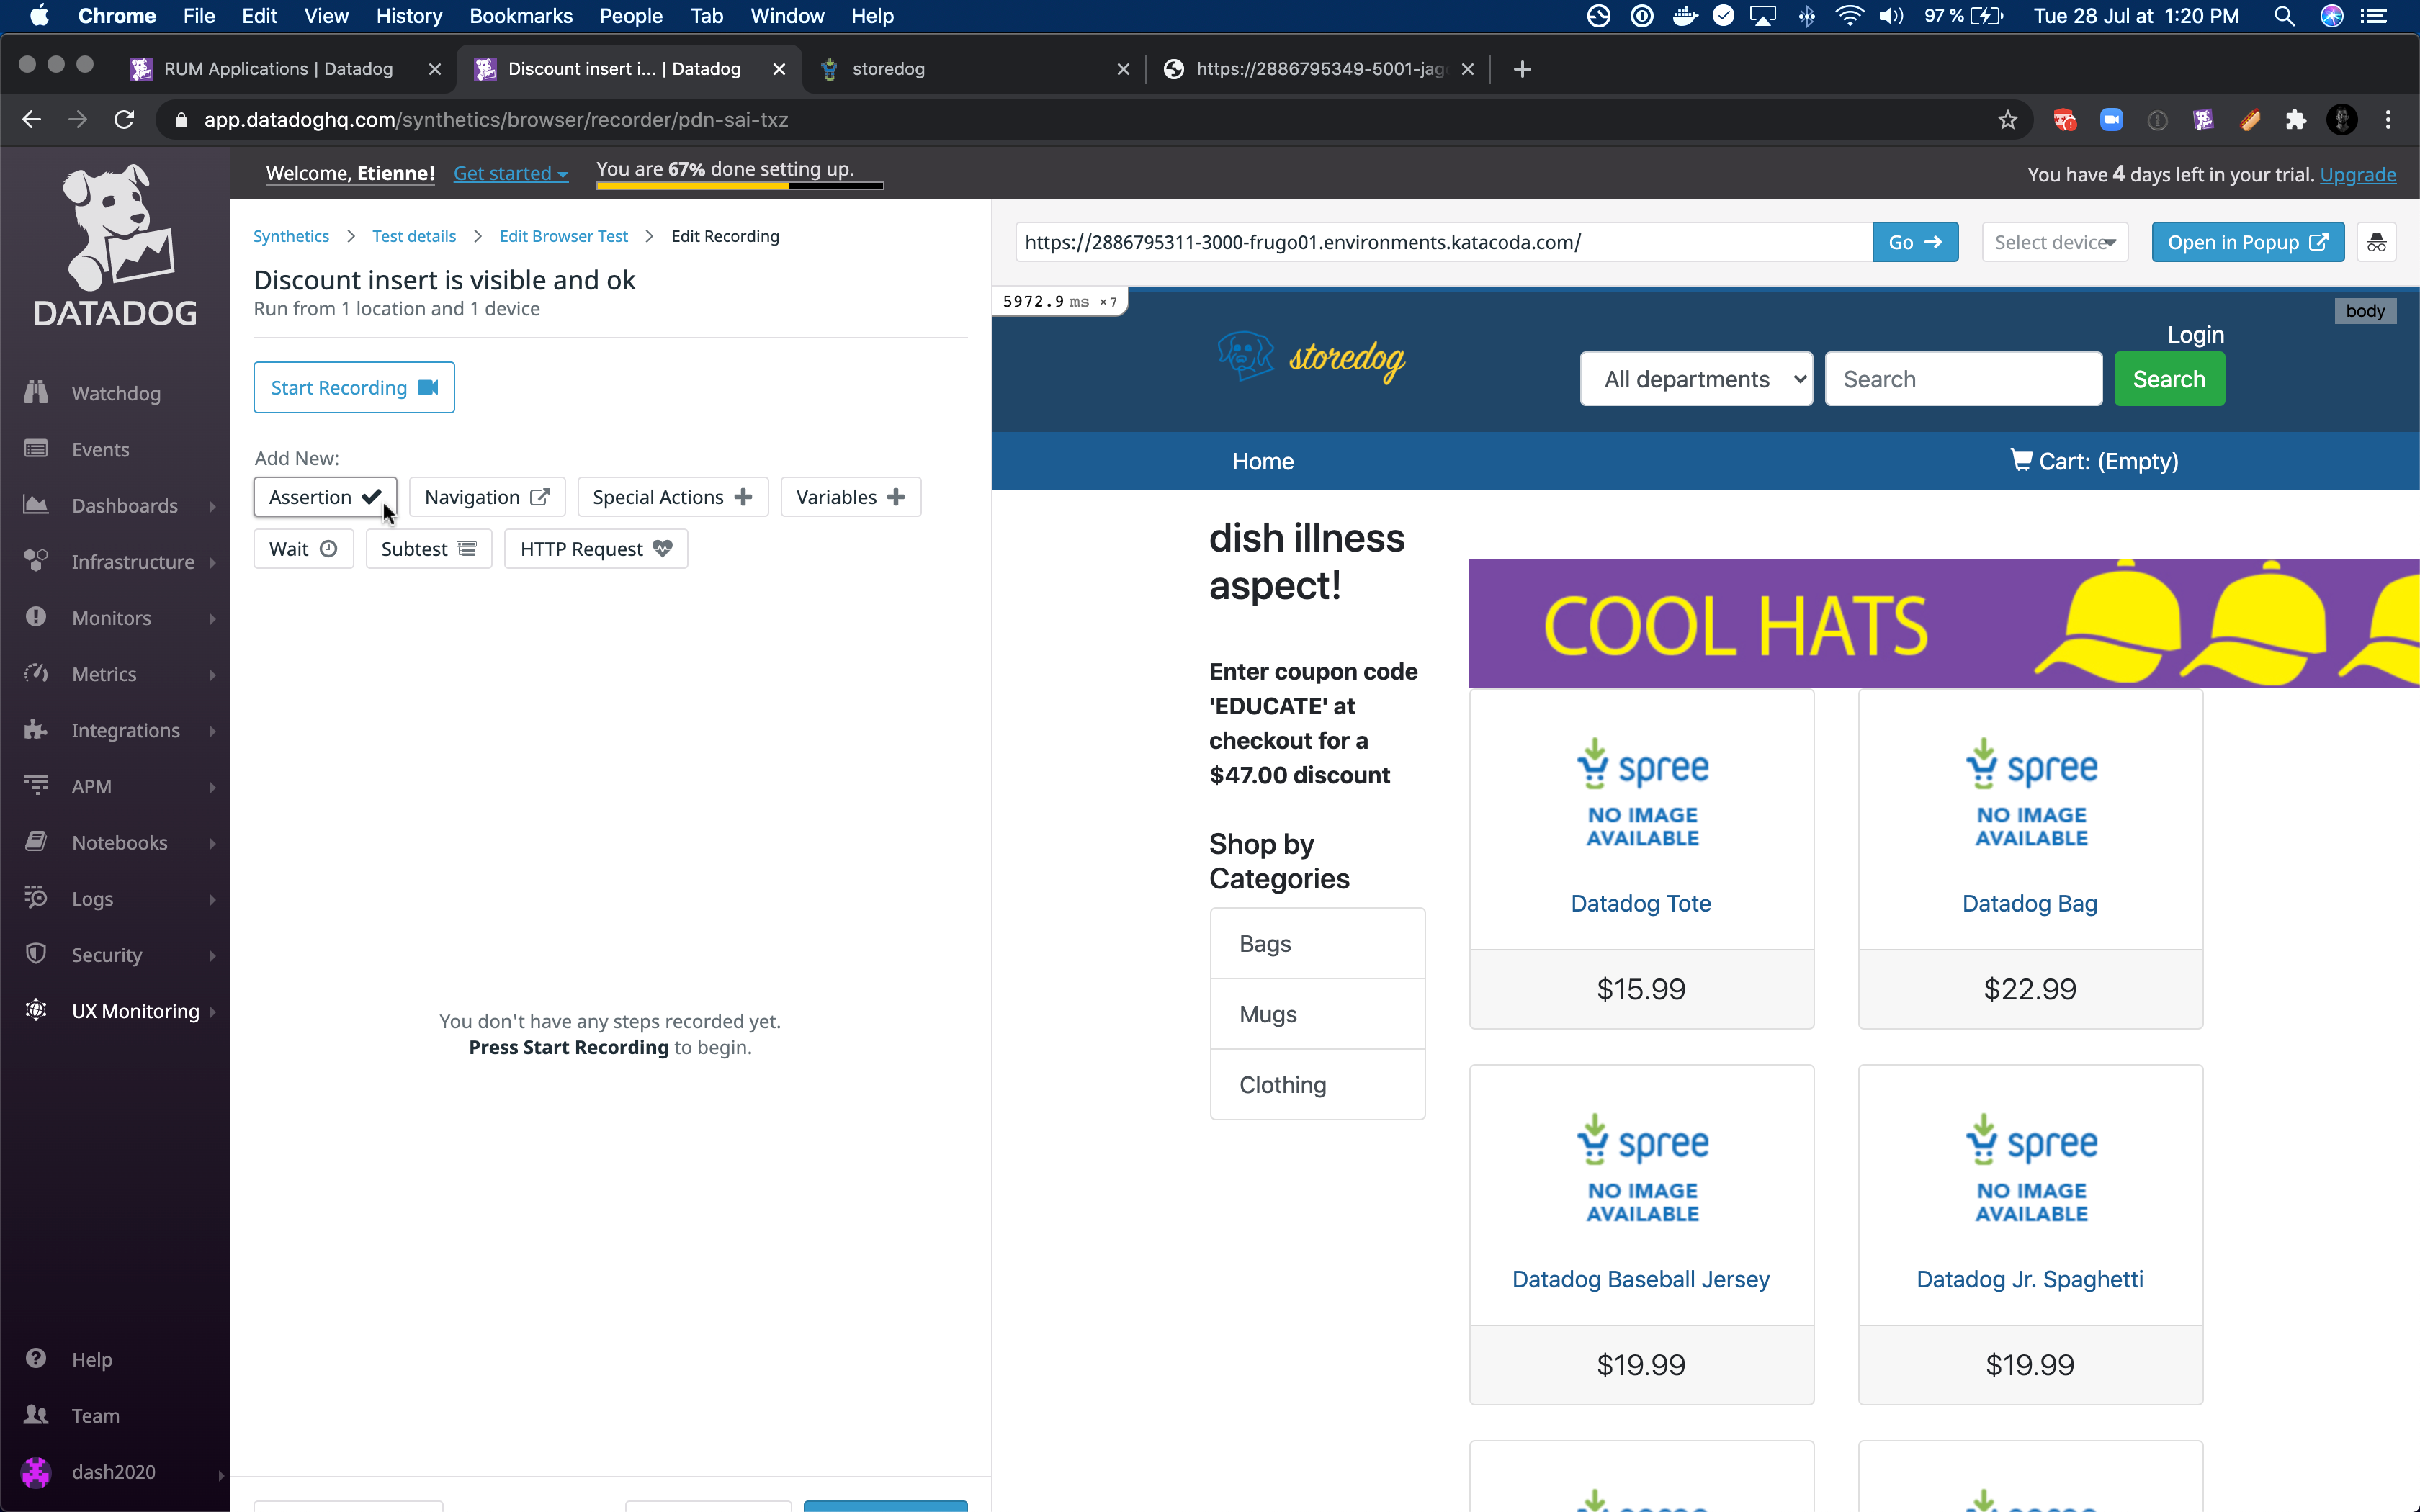 Chrome File Edit View History Bookmarks People Tab Window Help 97 % Tue 28 Jul at 1:20 PM
RUM Applications | Datadog
Discount insert i... | Datadog
storedog
https://2886795349-5001-jag
app.datadoghq.com/synthetics/browser/recorder/pdn-sai-txz
DATADOG
Welcome, Etienne! Get started
You are 67% done setting up.
You have 4 days left in your trial. Upgrade
Watchdog
Events
Dashboards
Infrastructure
Monitors
Metrics
Integrations
APM
Notebooks
Logs
Security
UX Monitoring
Help
Team
dash2020
Synthetics > Test details > Edit Browser Test > Edit Recording
Discount insert is visible and ok
Run from 1 location and 1 device
Start Recording
Add New:
Assertion Navigation Special Actions Variables
Wait Subtest HTTP Request
You don't have any steps recorded yet.
Press Start Recording to begin.
https://2886795311-3000-frugo01.environments.katacoda.com/
Go
Select device
Open in Popup
5972.9 ms ×7
body
storedog
Login
All departments
Search
Search
Home
Cart: (Empty)
dish illness
aspect!
Enter coupon code
'EDUCATE' at
checkout for a
$47.00 discount
Shop by
Categories
Bags
Mugs
Clothing
COOL HATS
spree
NO IMAGE
AVAILABLE
Datadog Tote
$15.99
spree
NO IMAGE
AVAILABLE
Datadog Bag
$22.99
spree
NO IMAGE
AVAILABLE
Datadog Baseball Jersey
$19.99
spree
NO IMAGE
AVAILABLE
Datadog Jr. Spaghetti
$19.99